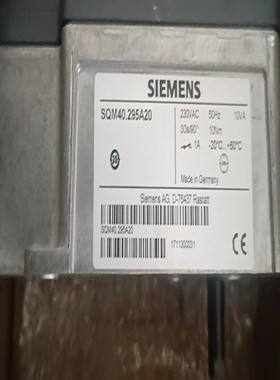 SIEMENS
SQM40.295A20
230VAC 50Hz 10VA
30s/90° 10Nm
1A -20°C...+60°C
Made in Germany
Siemens AG, D-76437 Rastatt
SQM40.295A20
1711000031
CE